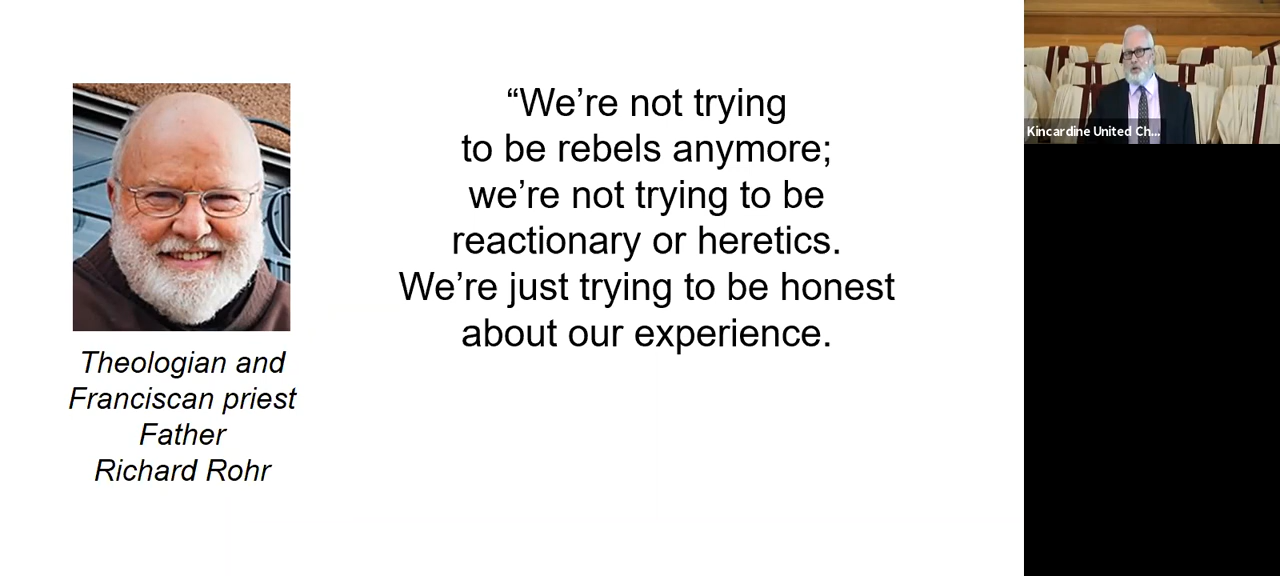 “We’re not trying
to be rebels anymore;
we’re not trying to be
reactionary or heretics.
We’re just trying to be honest
about our experience.
Theologian and
Franciscan priest
Father
Richard Rohr
Kincardine United Ch...